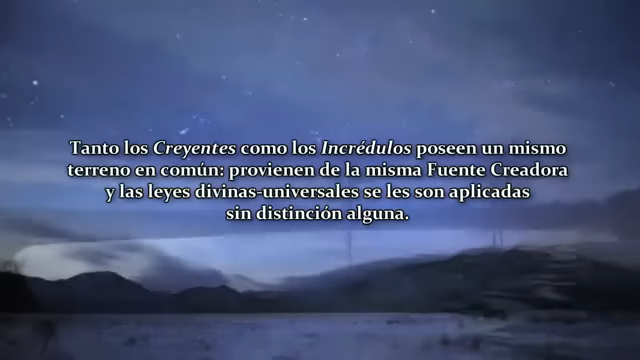 Tanto los Creyentes como los Incrédulos poseen un mismo
terreno en común: provienen de la misma Fuente Creadora
y las leyes divinas-universales se les son aplicadas
sin distinción alguna.